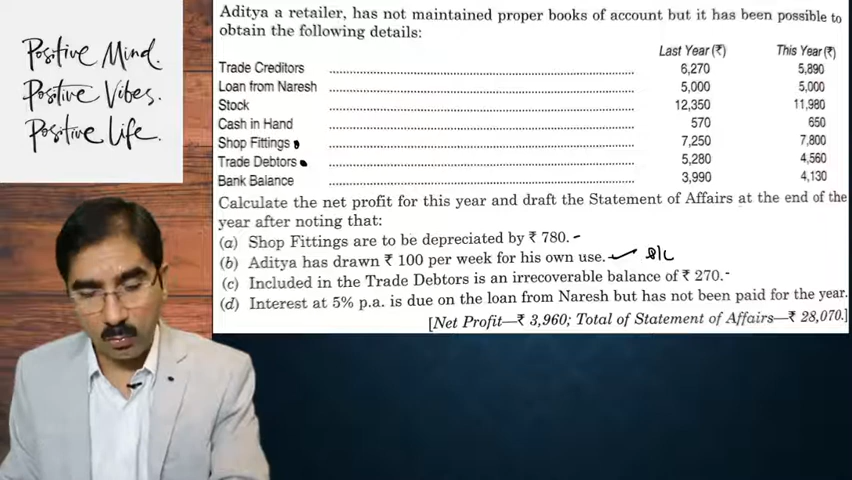 Positive Mind.
Positive Vibes.
Positive Life.
Aditya a retailer, has not maintained proper books of account but it has been possible to
obtain the following details:
Last Year (₹) This Year (₹)
Trade Creditors ........ 6,270 5,890
Loan from Naresh ........ 5,000 5,000
Stock ........ 12,350 11,980
Cash in Hand ........ 570 650
Shop Fittings ........ 7,250 7,800
Trade Debtors ........ 5,280 4,560
Bank Balance ........ 3,990 4,130
Calculate the net profit for this year and draft the Statement of Affairs at the end of the
year after noting that:
(a) Shop Fittings are to be depreciated by ₹ 780.
(b) Aditya has drawn ₹ 100 per week for his own use.
(c) Included in the Trade Debtors is an irrecoverable balance of ₹ 270.
(d) Interest at 5% p.a. is due on the loan from Naresh but has not been paid for the year.
[Net Profit—₹ 3,960; Total of Statement of Affairs—₹ 28,070.]